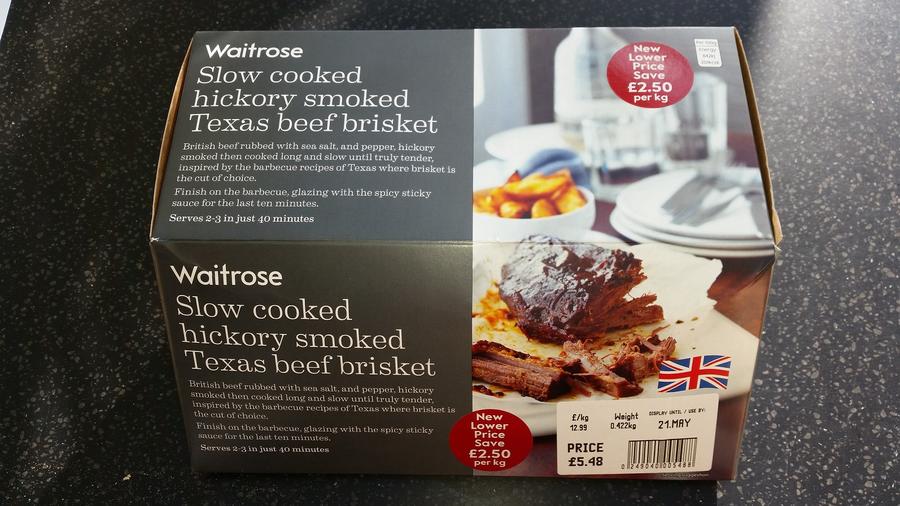 Waitrose
Slow cooked
hickory smoked
Texas beef brisket
British beef rubbed with sea salt, and pepper, hickory
smoked then cooked long and slow until truly tender,
inspired by the barbecue recipes of Texas where brisket is
the cut of choice.
Finish on the barbecue, glazing with the spicy sticky
sauce for the last ten minutes.
Serves 2-3 in just 40 minutes
New
Lower
Price
Save
£2.50
per kg
Waitrose
Slow cooked
hickory smoked
Texas beef brisket
British beef rubbed with sea salt, and pepper, hickory
smoked then cooked long and slow until truly tender,
inspired by the barbecue recipes of Texas where brisket is
the cut of choice.
Finish on the barbecue, glazing with the spicy sticky
sauce for the last ten minutes.
Serves 2-3 in just 40 minutes
New
Lower
Price
Save
£2.50
per kg
£/kg Weight DISPLAY UNTIL / USE BY:
12.99 0.422kg 21.MAY
PRICE
£5.48
0 249040 005488